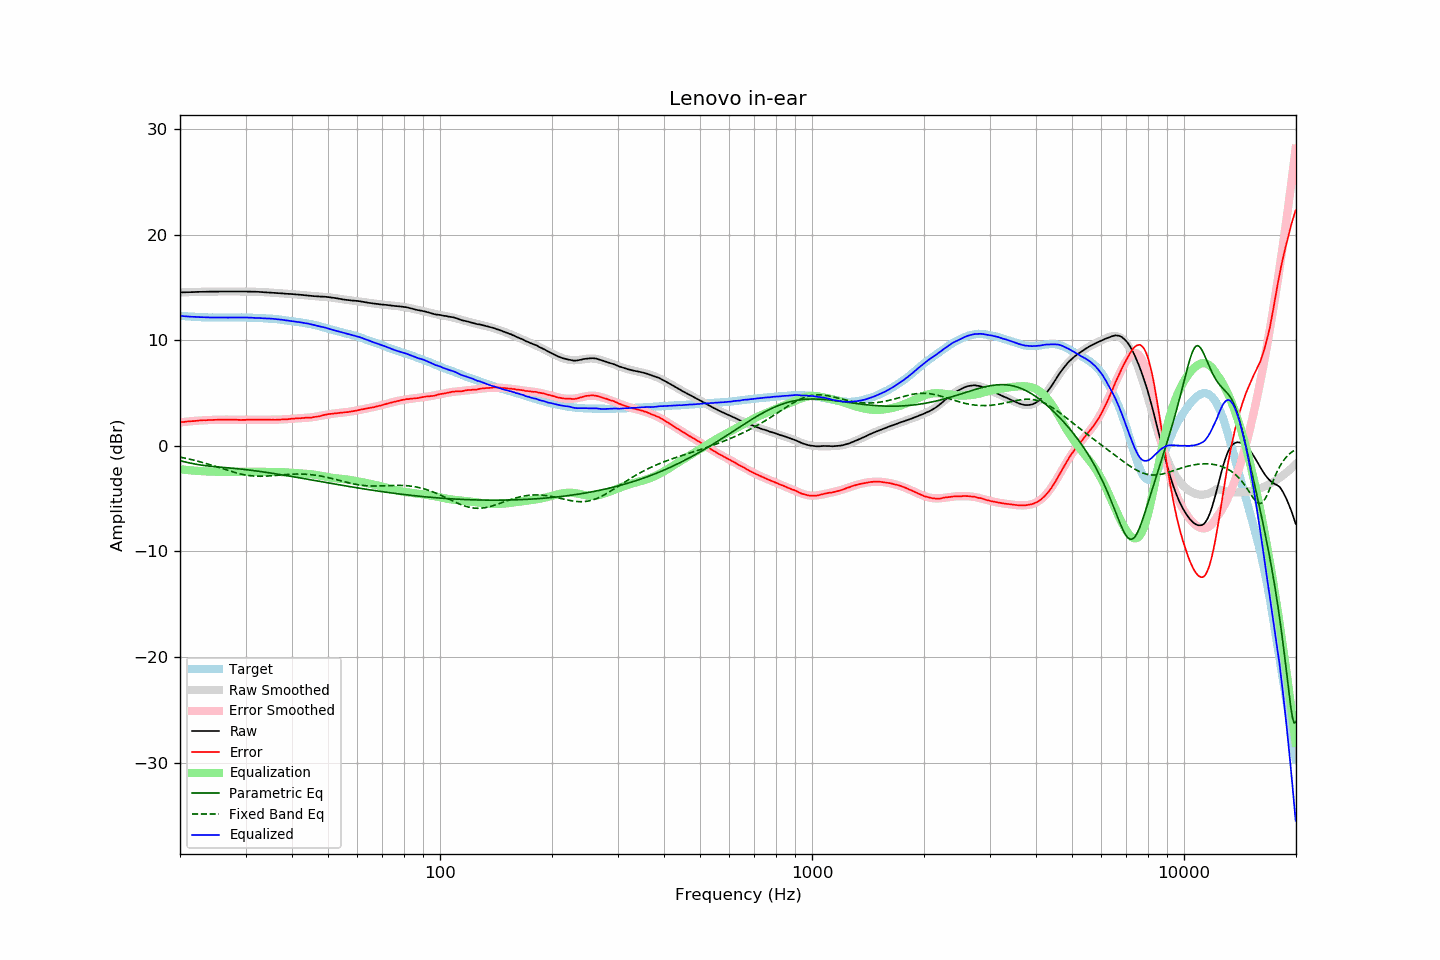 Lenovo in-ear
30
20
10
0
−10
−20
−30
Amplitude (dBr)
Target
Raw Smoothed
Error Smoothed
Raw
Error
Equalization
Parametric Eq
Fixed Band Eq
Equalized
100
1000
10000
Frequency (Hz)